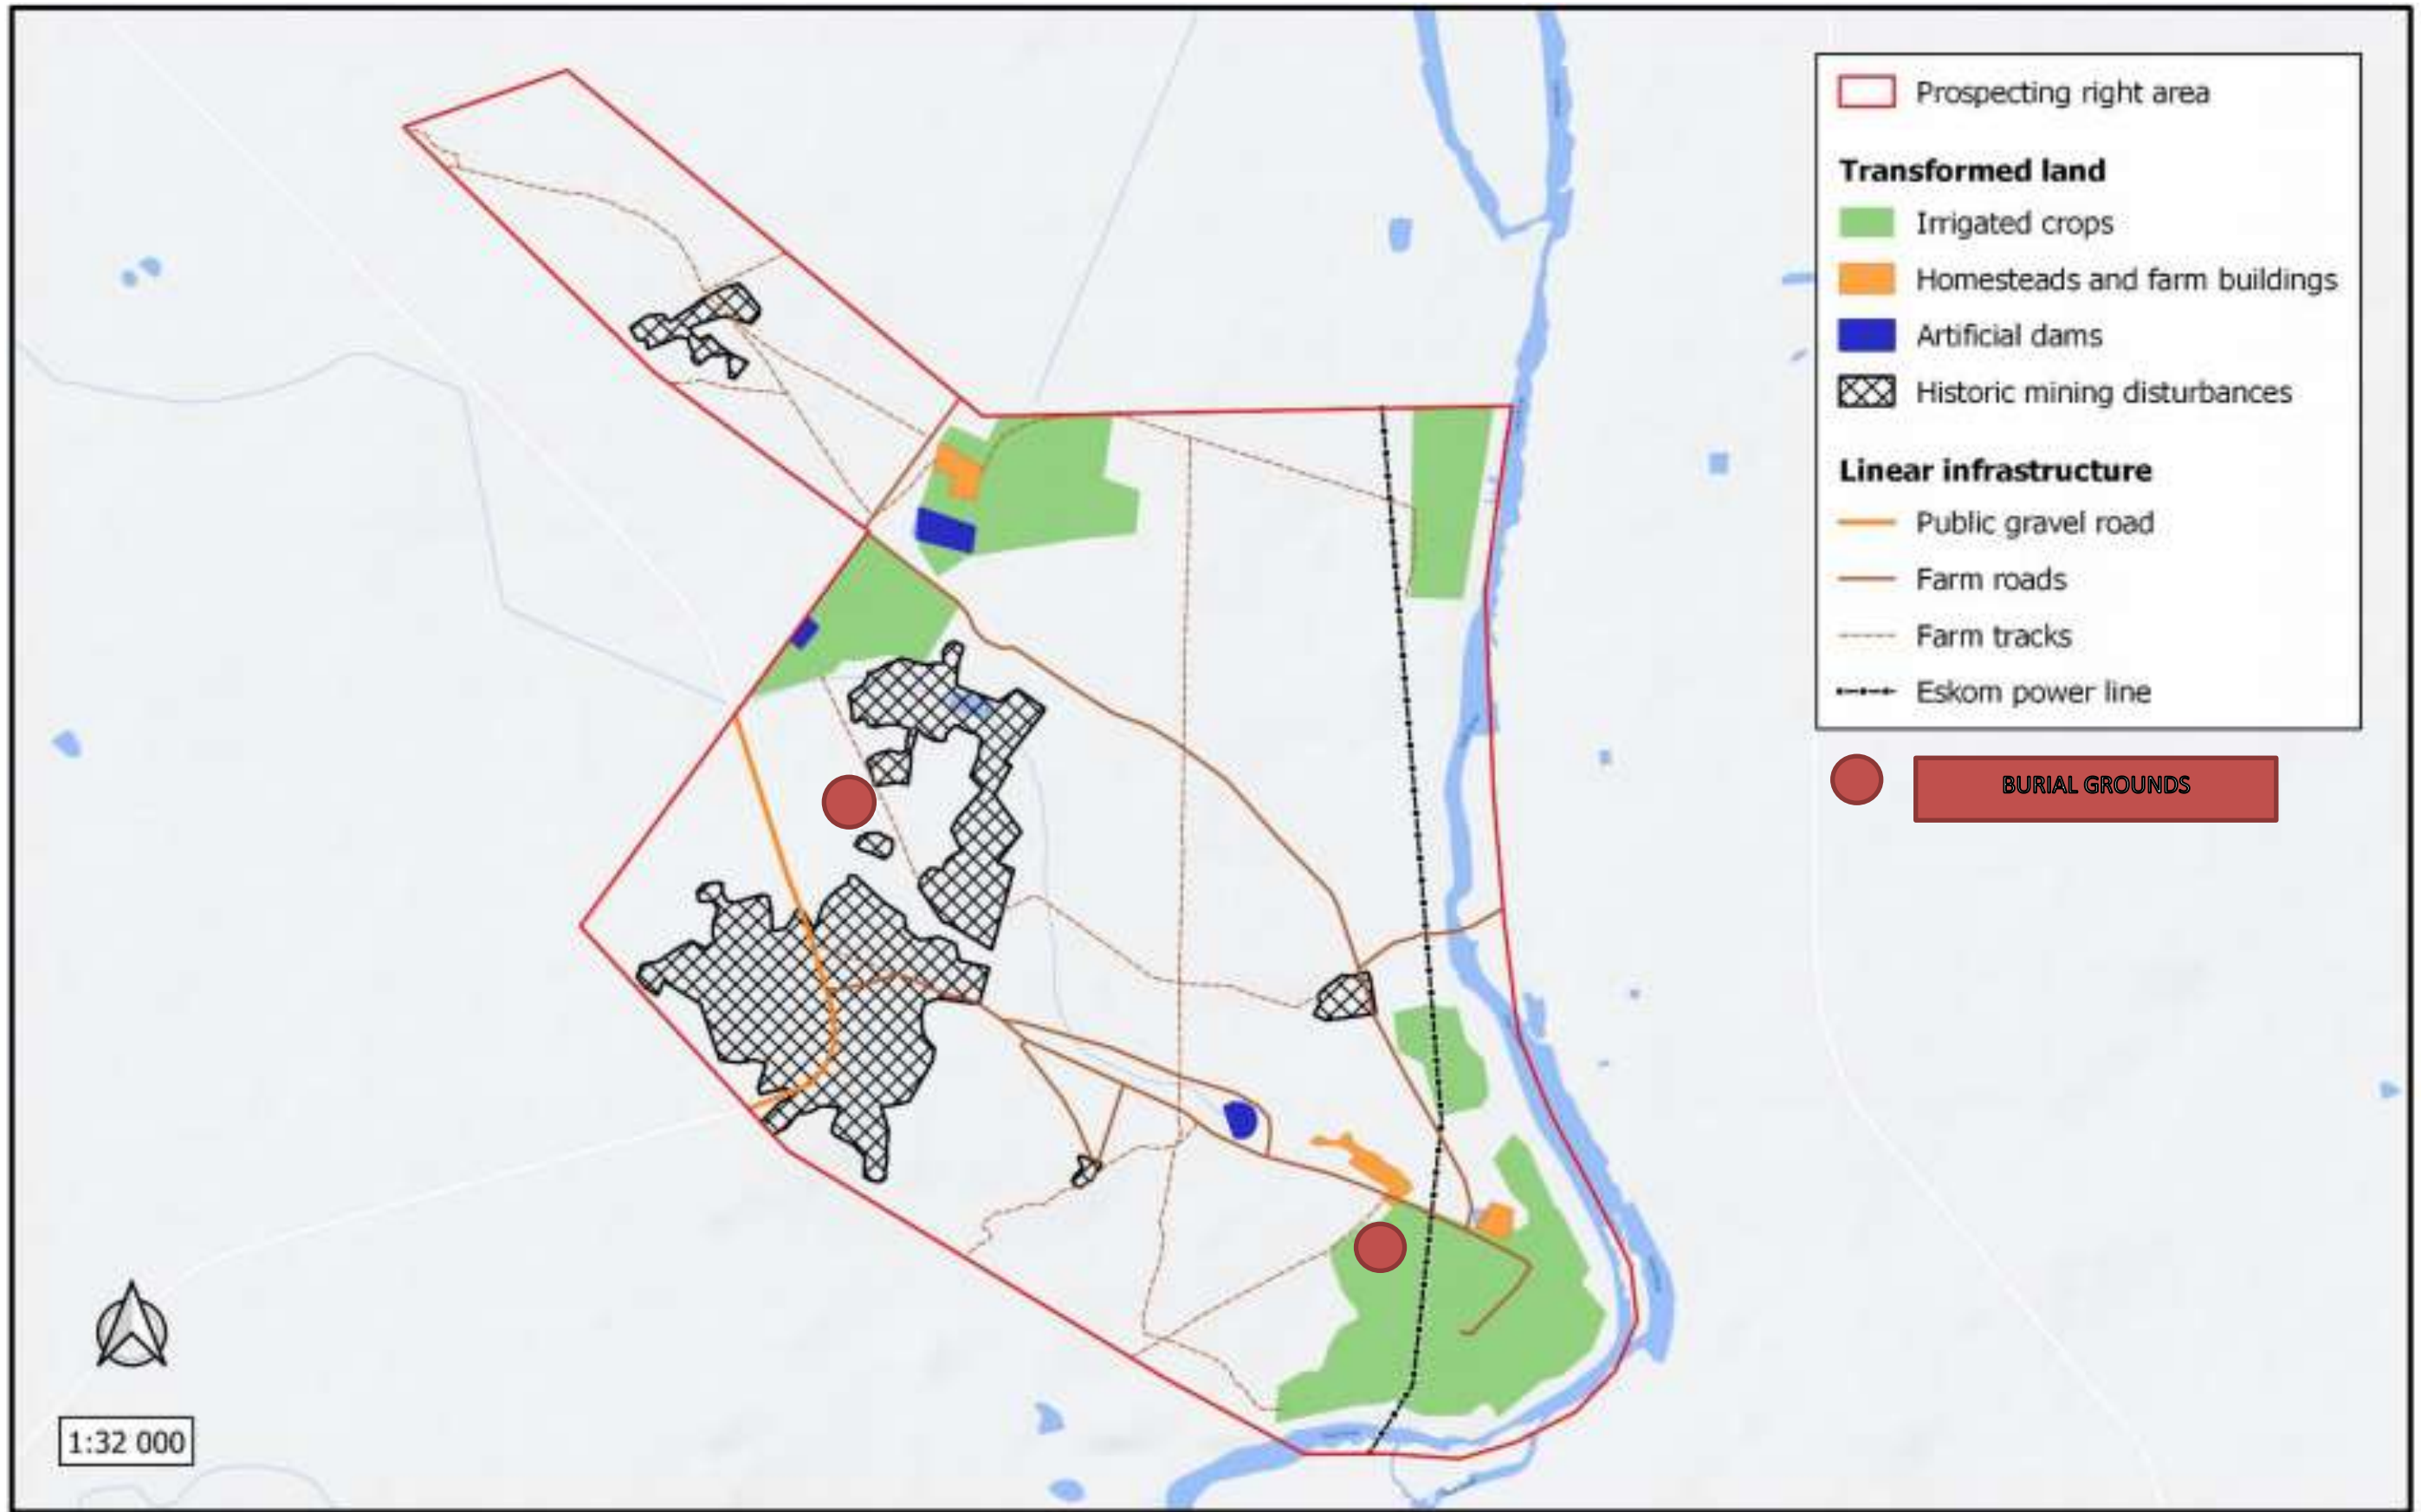 Prospecting right area
Transformed land
Irrigated crops
Homesteads and farm buildings
Artificial dams
Historic mining disturbances
Linear infrastructure
Public gravel road
Farm roads
Farm tracks
Eskom power line
BURIAL GROUNDS
1:32 000